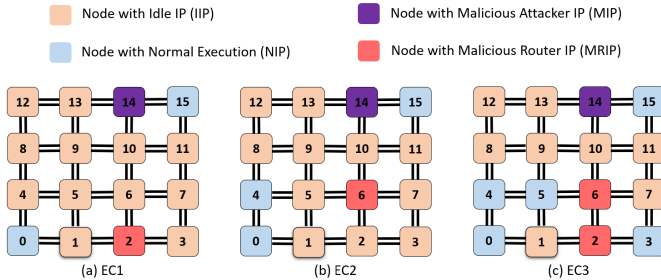 Node with Idle IP (IIP)
Node with Malicious Attacker IP (MIP)
Node with Normal Execution (NIP)
Node with Malicious Router IP (MRIP)
12 13 14 15
8 9 10 11
4 5 6 7
0 1 2 3
(a) EC1
12 13 14 15
8 9 10 11
4 5 6 7
0 1 2 3
(b) EC2
12 13 14 15
8 9 10 11
4 5 6 7
0 1 2 3
(c) EC3